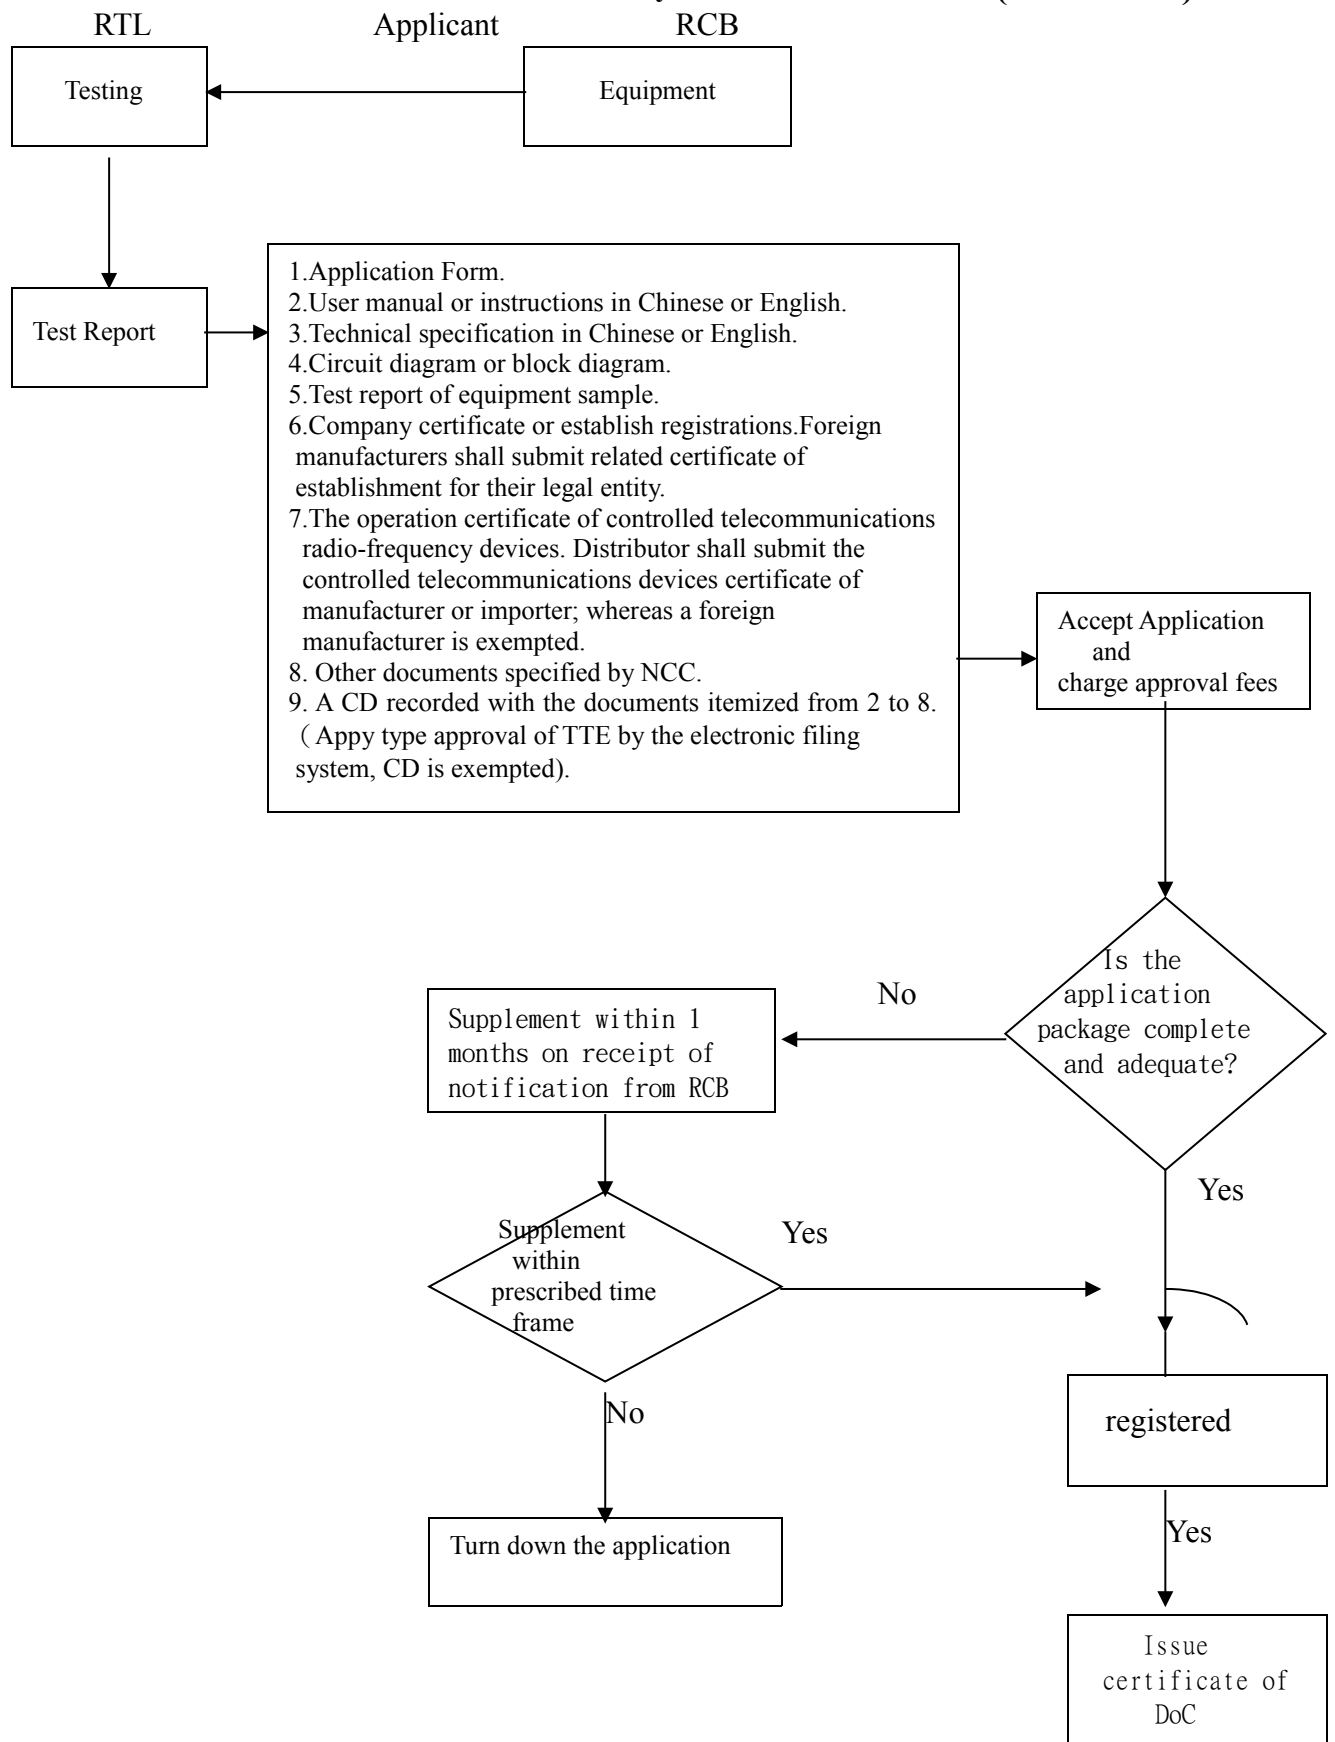 RTL Applicant RCB
Testing
Equipment
Test Report
1.Application Form.
2.User manual or instructions in Chinese or English.
3.Technical specification in Chinese or English.
4.Circuit diagram or block diagram.
5.Test report of equipment sample.
6.Company certificate or establish registrations.Foreign
manufacturers shall submit related certificate of
establishment for their legal entity.
7.The operation certificate of controlled telecommunications
radio-frequency devices. Distributor shall submit the
controlled telecommunications devices certificate of
manufacturer or importer; whereas a foreign
manufacturer is exempted.
8. Other documents specified by NCC.
9. A CD recorded with the documents itemized from 2 to 8.
（Appy type approval of TTE by the electronic filing
system, CD is exempted).
Accept Application
and
charge approval fees
Is the
application
package complete
and adequate?
No
Supplement within 1
months on receipt of
notification from RCB
Yes
Supplement
within
prescribed time
frame
Yes
No
registered
Turn down the application
Yes
Issue
certificate of
DoC